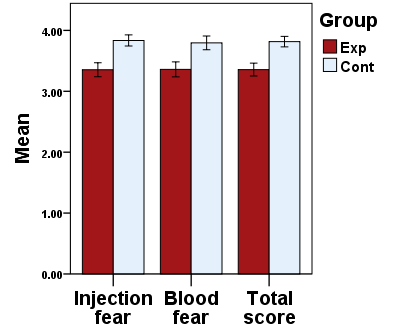 Group
Exp
Cont
Mean
4.00
3.00
2.00
1.00
0.00
Injection fear
Blood fear
Total score